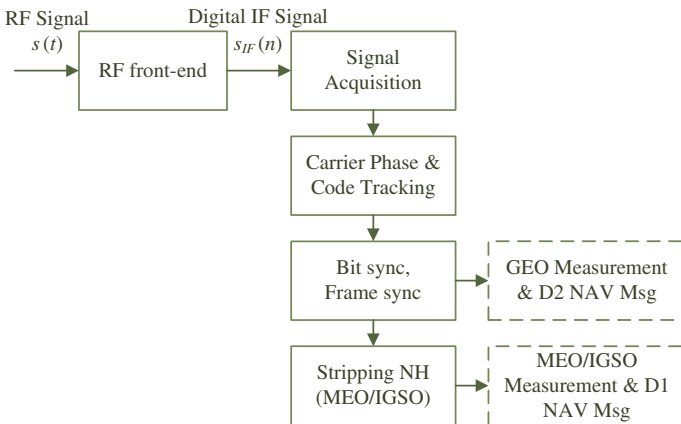 RF Signal
s(t)
Digital IF Signal
s_IF(n)
RF front-end
Signal
Acquisition
Carrier Phase &
Code Tracking
Bit sync,
Frame sync
GEO Measurement
& D2 NAV Msg
Stripping NH
(MEO/IGSO)
MEO/IGSO
Measurement & D1
NAV Msg